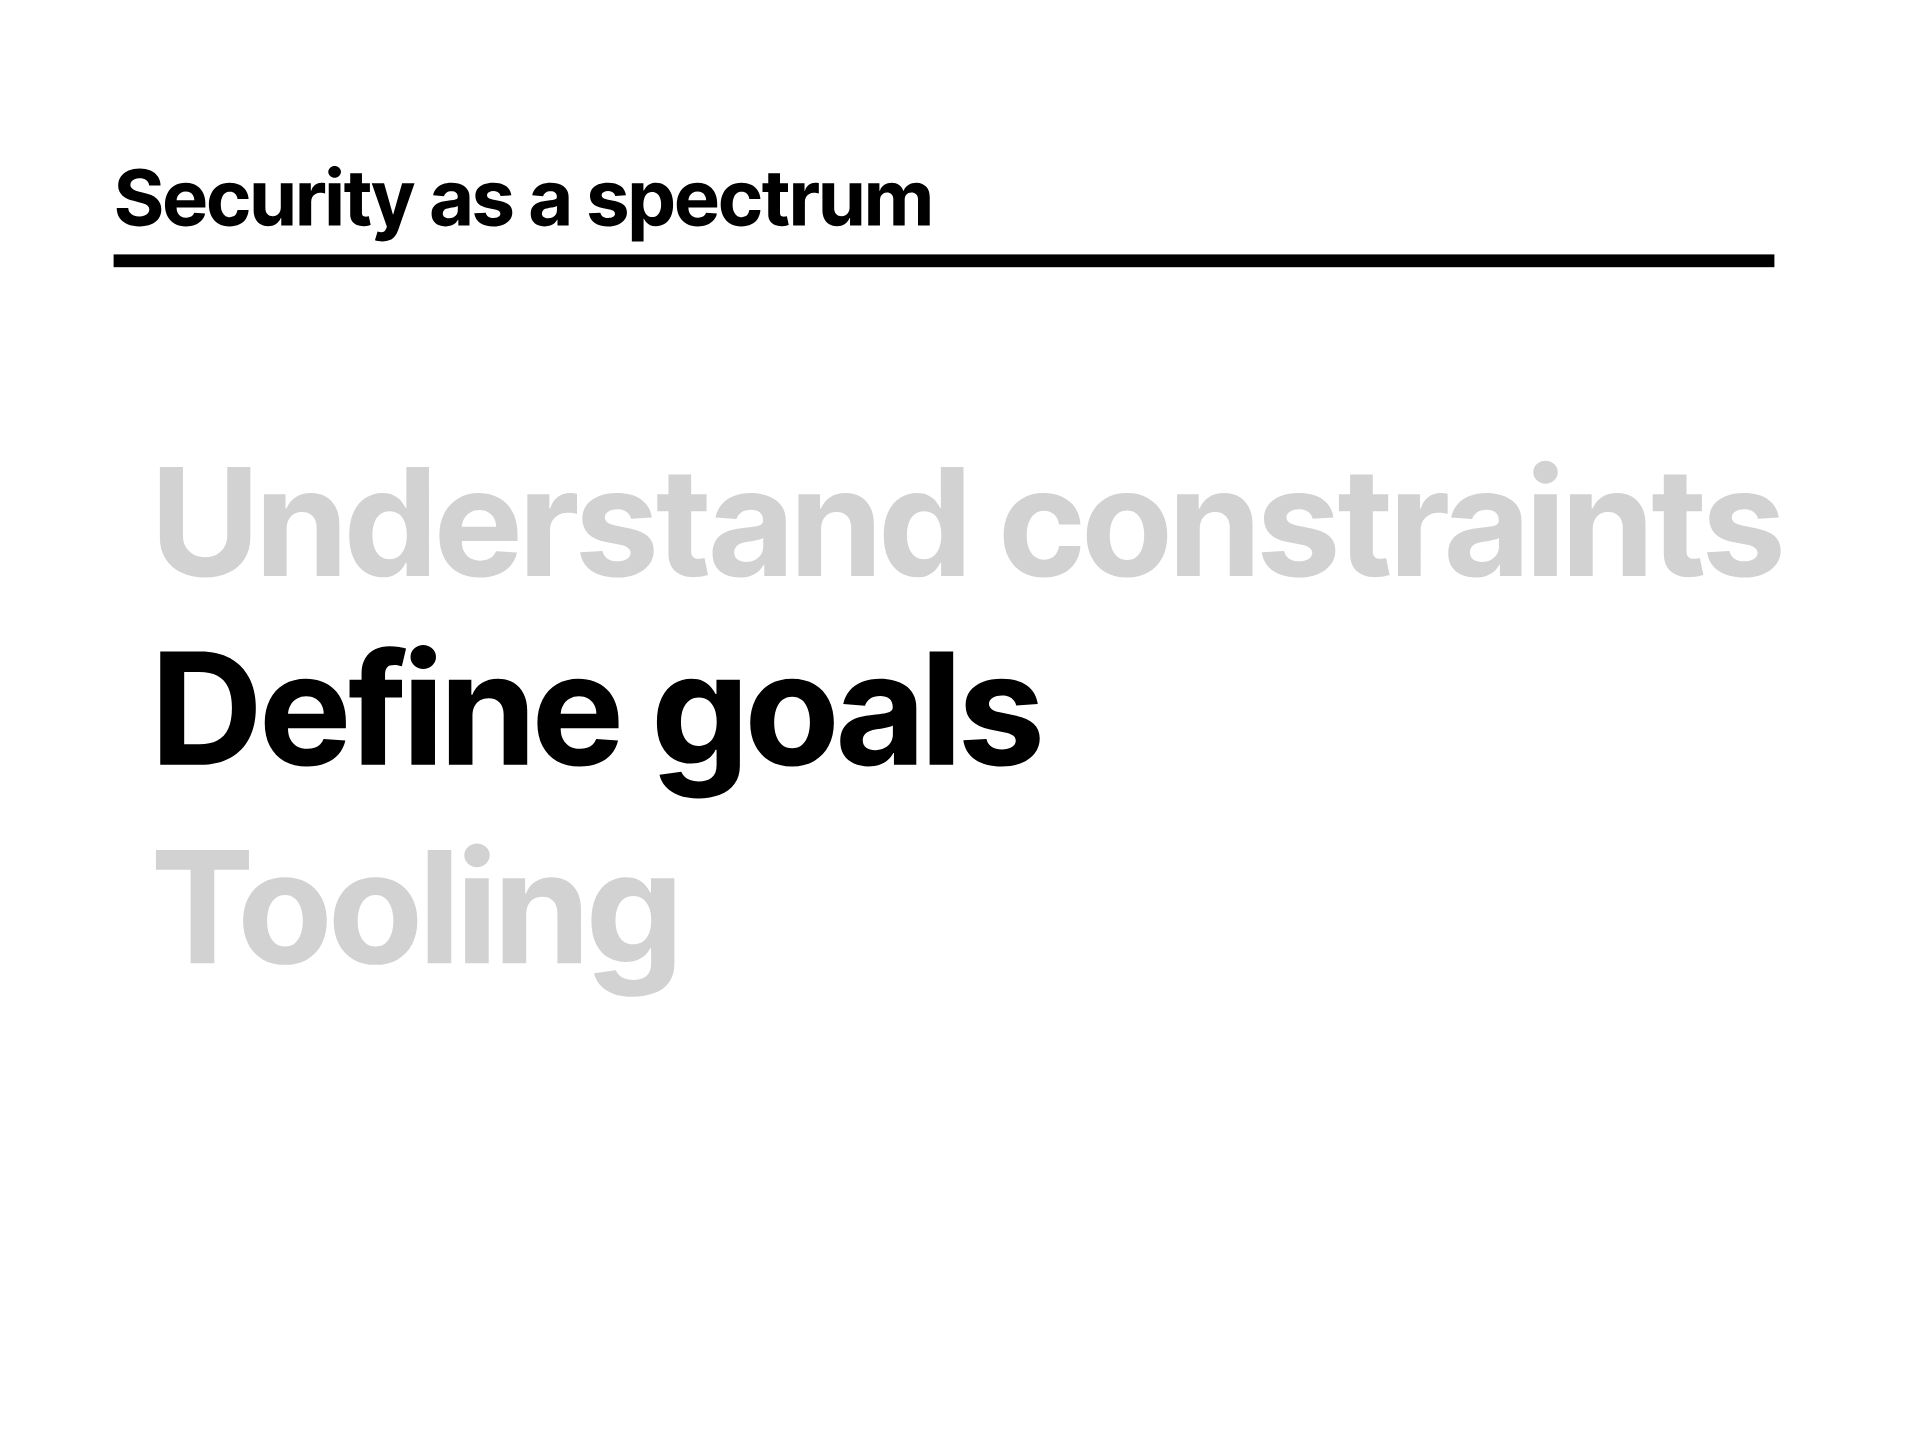 Security as a spectrum
Understand constraints
Define goals
Tooling